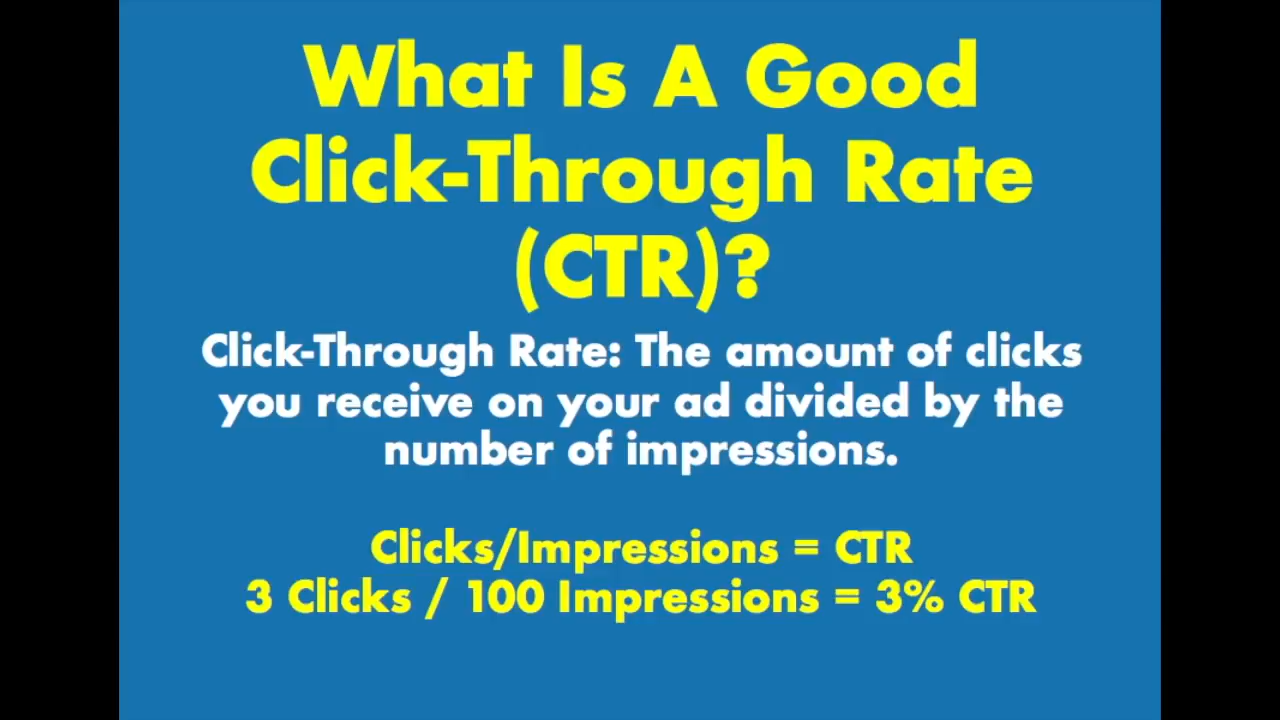 What Is A Good
Click-Through Rate
(CTR)?
Click-Through Rate: The amount of clicks
you receive on your ad divided by the
number of impressions.
Clicks/Impressions = CTR
3 Clicks / 100 Impressions = 3% CTR